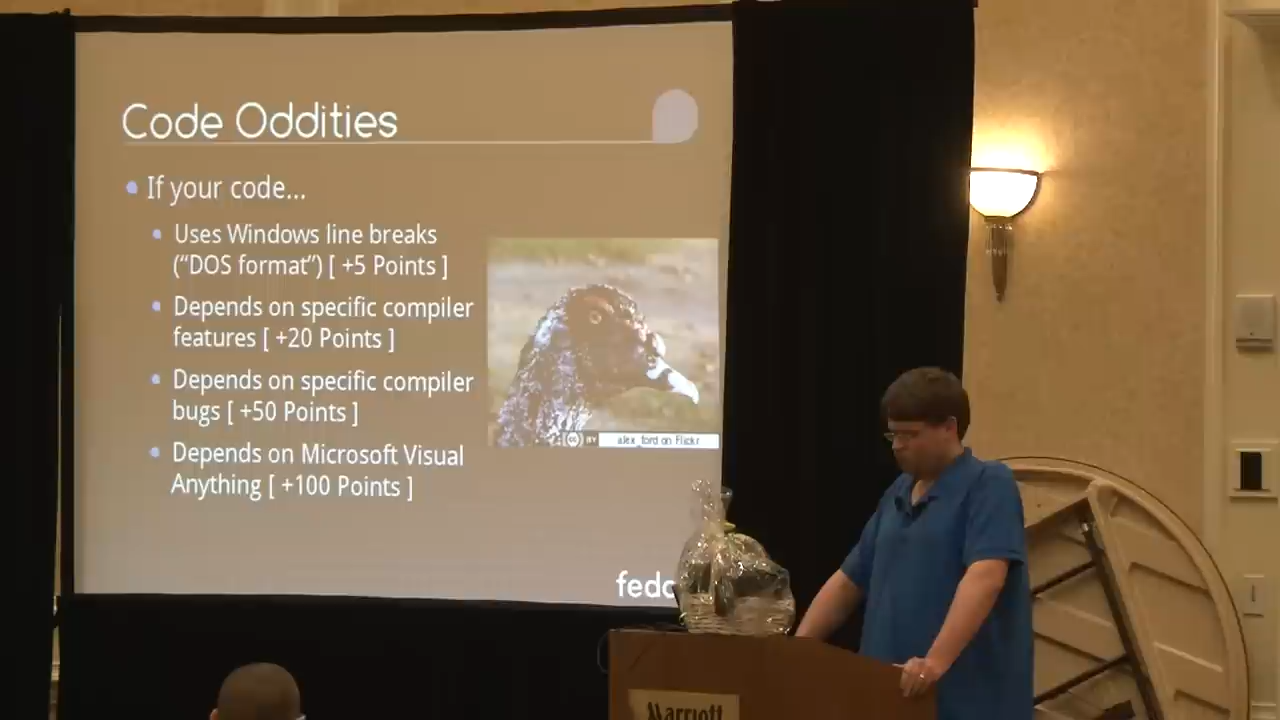 Code Oddities
If your code...
Uses Windows line breaks
(“DOS format”) [ +5 Points ]
Depends on specific compiler
features [ +20 Points ]
Depends on specific compiler
bugs [ +50 Points ]
Depends on Microsoft Visual
Anything [ +100 Points ]
cc BY alex_ford on Flickr
Marriott